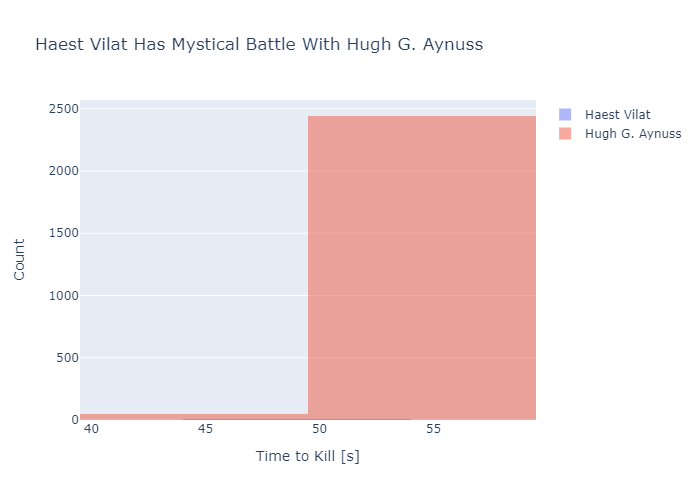 Haest Vilat Has Mystical Battle With Hugh G. Aynuss
2500
2000
1500
1000
500
0
Count
40
45
50
55
Time to Kill [s]
Haest Vilat
Hugh G. Aynuss